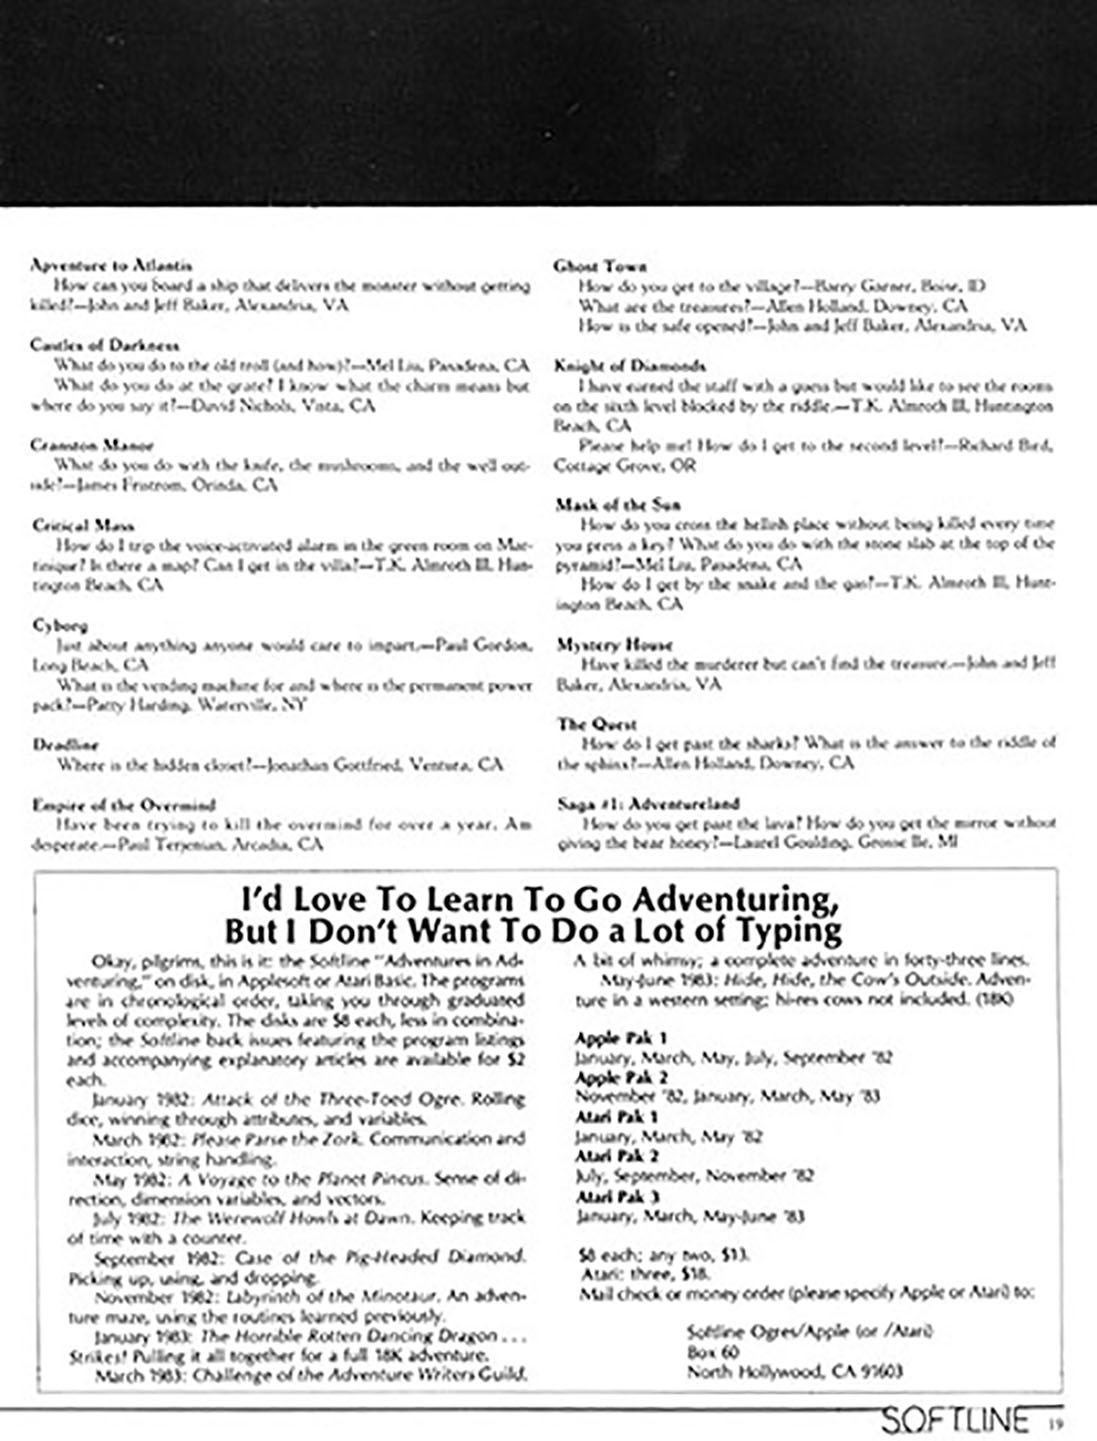 Apventure to Atlantis
How can you board a ship that delivers the monster without getting
killed?—John and Jeff Baker, Alexandria, VA
Castles of Darkness
What do you do to the old troll (and how)?—Mel Liu, Pasadena, CA
What do you do at the grate? I know what the charm means but
where do you say it?—David Nichols, Vista, CA
Cranston Manor
What do you do with the knife, the mushrooms, and the well out-
side?—James Fristrom, Orinda, CA
Critical Mass
How do I trip the voice-activated alarm in the green room on Mar-
tinique? Is there a map? Can I get in the villa?—T.K. Almroth III, Hun-
tington Beach, CA
Cyborg
Just about anything anyone would care to impart.—Paul Gordon,
Long Beach, CA
What is the vending machine for and where is the permanent power
pack?—Patty Harding, Waterville, NY
Deadline
Where is the hidden closet?—Jonathan Gottfried, Ventura, CA
Empire of the Overmind
Have been trying to kill the overmind for over a year. Am
desperate.—Paul Terjenian, Arcadia, CA
Ghost Town
How do you get to the village?—Barry Garner, Boise, ID
What are the treasures?—Allen Holland, Downey, CA
How is the safe opened?—John and Jeff Baker, Alexandria, VA
Knight of Diamonds
I have earned the staff with a guess but would like to see the rooms
on the sixth level blocked by the riddle.—T.K. Almroth III, Huntington
Beach, CA
Please help me! How do I get to the second level?—Richard Bird,
Cottage Grove, OR
Mask of the Sun
How do you cross the hellish place without being killed every time
you press a key? What do you do with the stone slab at the top of the
pyramid?—Mel Liu, Pasadena, CA
How do I get by the snake and the gas?—T.K. Almroth III, Hunt-
ington Beach, CA
Mystery House
Have killed the murderer but can't find the treasure.—John and Jeff
Baker, Alexandria, VA
The Quest
How do I get past the sharks? What is the answer to the riddle of
the sphinx?—Allen Holland, Downey, CA
Saga #1: Adventureland
How do you get past the lava? How do you get the mirror without
giving the bear honey?—Laurel Goulding, Grosse Ile, MI
I'd Love To Learn To Go Adventuring,
But I Don't Want To Do a Lot of Typing
Okay, pilgrims, this is it: the Softline "Adventures in Ad-
venturing," on disk, in Applesoft or Atari Basic. The programs
are in chronological order, taking you through graduated
levels of complexity. The disks are $8 each, less in combina-
tion; the Softline back issues featuring the program listings
and accompanying explanatory articles are available for $2
each.
January 1982: Attack of the Three-Toed Ogre. Rolling
dice, winning through attributes, and variables.
March 1982: Please Parse the Zork. Communication and
interaction, string handling.
May 1982: A Voyage to the Planet Pincus. Sense of di-
rection, dimension variables, and vectors.
July 1982: The Werewolf Howls at Dawn. Keeping track
of time with a counter.
September 1982: Case of the Pig-Headed Diamond.
Picking up, using, and dropping.
November 1982: Labyrinth of the Minotaur. An adven-
ture maze, using the routines learned previously.
January 1983: The Horrible Rotten Dancing Dragon . . .
Strikes! Pulling it all together for a full 18K adventure.
March 1983: Challenge of the Adventure Writers Guild.
A bit of whimsy; a complete adventure in forty-three lines.
May-June 1983: Hide, Hide, the Cow's Outside. Adven-
ture in a western setting; hi-res cows not included. (18K)
Apple Pak 1
January, March, May, July, September '82
Apple Pak 2
November '82, January, March, May '83
Atari Pak 1
January, March, May '82
Atari Pak 2
July, September, November '82
Atari Pak 3
January, March, May-June '83
$8 each; any two, $13.
Atari: three, $18.
Mail check or money order (please specify Apple or Atari) to:
Softline Ogres/Apple (or /Atari)
Box 60
North Hollywood, CA 91603
SOFTLINE 19